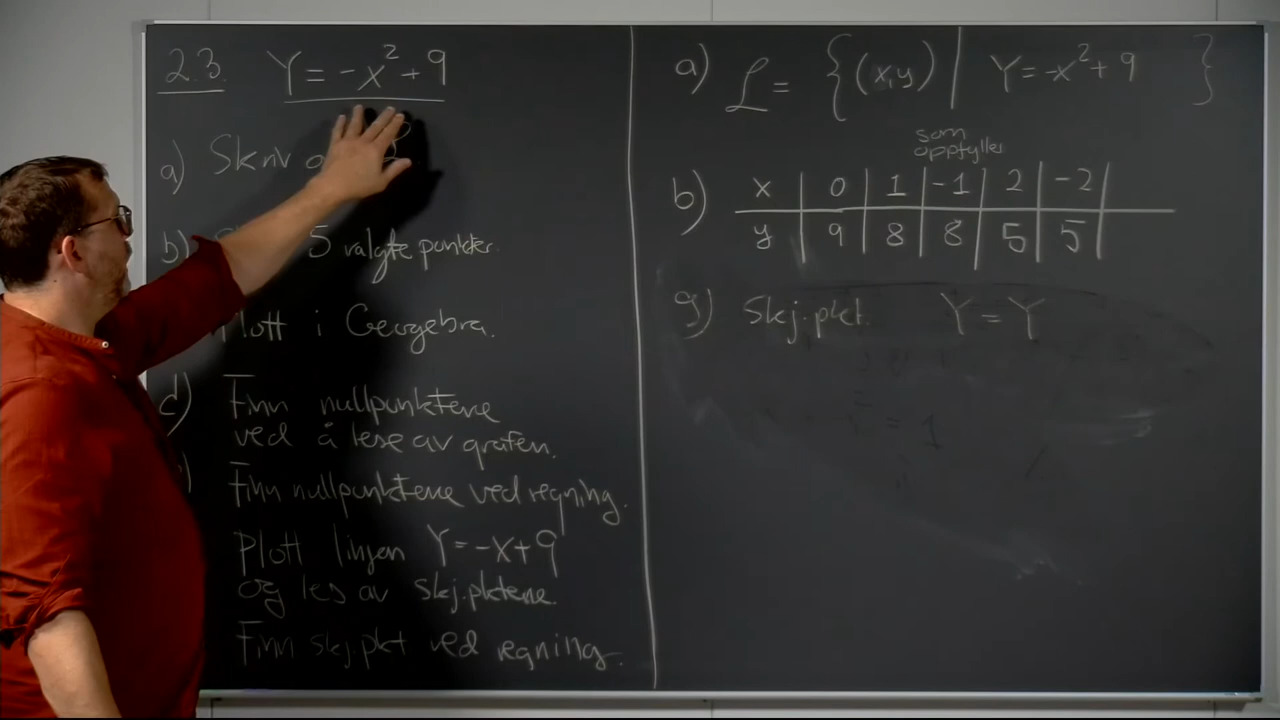 2.3. Y = -x² + 9
a) Skriv
b) 5 valgte punkter.
Plott i Geogebra.
d) Finn nullpunktene
ved å lese av grafen.
Finn nullpunktene ved regning.
Plott linjen Y = -x + 9
og les av skj.pktene.
Finn skj.pkt ved regning.
a) L = {(x,y) | Y = -x² + 9 }
som
oppfyller
b) x | 0 | 1 | -1 | 2 | -2 |
y | 9 | 8 | 8 | 5 | 5 |
g) Skj.pkt. Y = Y